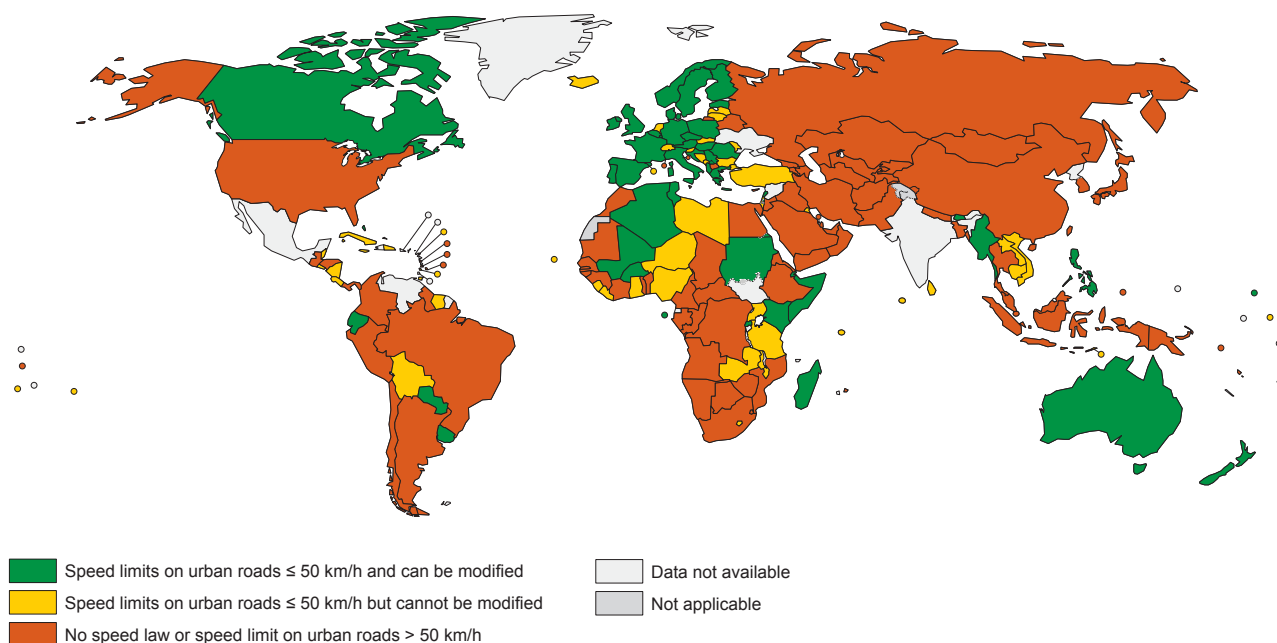 Speed limits on urban roads ≤ 50 km/h and can be modified
Speed limits on urban roads ≤ 50 km/h but cannot be modified
No speed law or speed limit on urban roads > 50 km/h
Data not available
Not applicable